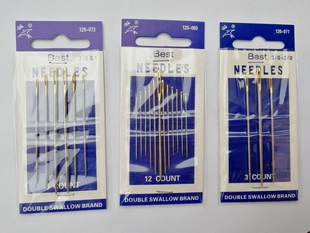 120-072
Best
NEEDLES
COUNT
DOUBLE SWALLOW BRAND
120-065
Best
NEEDLES
12 COUNT
DOUBLE SWALLOW BRAND
120-071
Best
NEEDLES
3 COUNT
DOUBLE SWALLOW BRAND